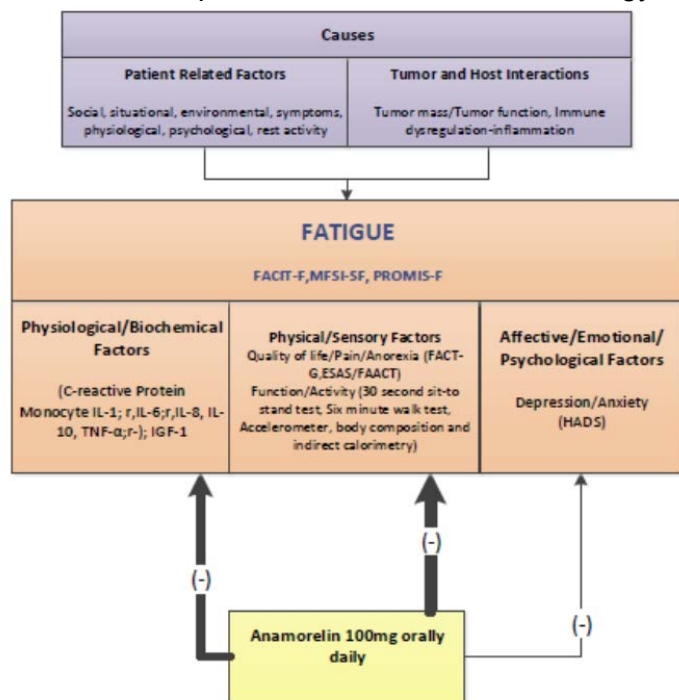 Causes
Patient Related Factors
Social, situational, environmental, symptoms,
physiological, psychological, rest activity
Tumor and Host Interactions
Tumor mass/Tumor function, Immune
dysregulation-inflammation
FATIGUE
FACIT-F,MFSI-SF, PROMIS-F
Physiological/Biochemical
Factors
(C-reactive Protein
Monocyte IL-1; r,IL-6;r,IL-8, IL-
10, TNF-α;r-); IGF-1
Physical/Sensory Factors
Quality of life/Pain/Anorexia (FACT-
G,ESAS/FAACT)
Function/Activity (30 second sit-to
stand test, Six minute walk test,
Accelerometer, body composition and
indirect calorimetry)
Affective/Emotional/
Psychological Factors
Depression/Anxiety
(HADS)
(-)
(-)
(-)
Anamorelin 100mg orally
daily